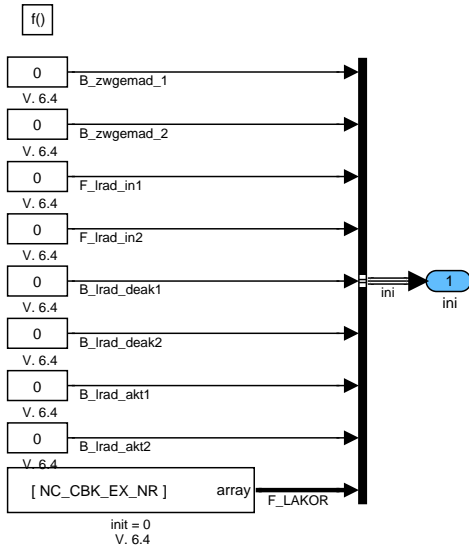 f()
0
B_zwgemad_1
V. 6.4
0
B_zwgemad_2
V. 6.4
0
F_lrad_in1
V. 6.4
0
F_lrad_in2
V. 6.4
0
B_lrad_deak1
V. 6.4
ini
1
ini
0
B_lrad_deak2
V. 6.4
0
B_lrad_akt1
V. 6.4
0
B_lrad_akt2
V. 6.4
[ NC_CBK_EX_NR ] array
F_LAKOR
init = 0
V. 6.4